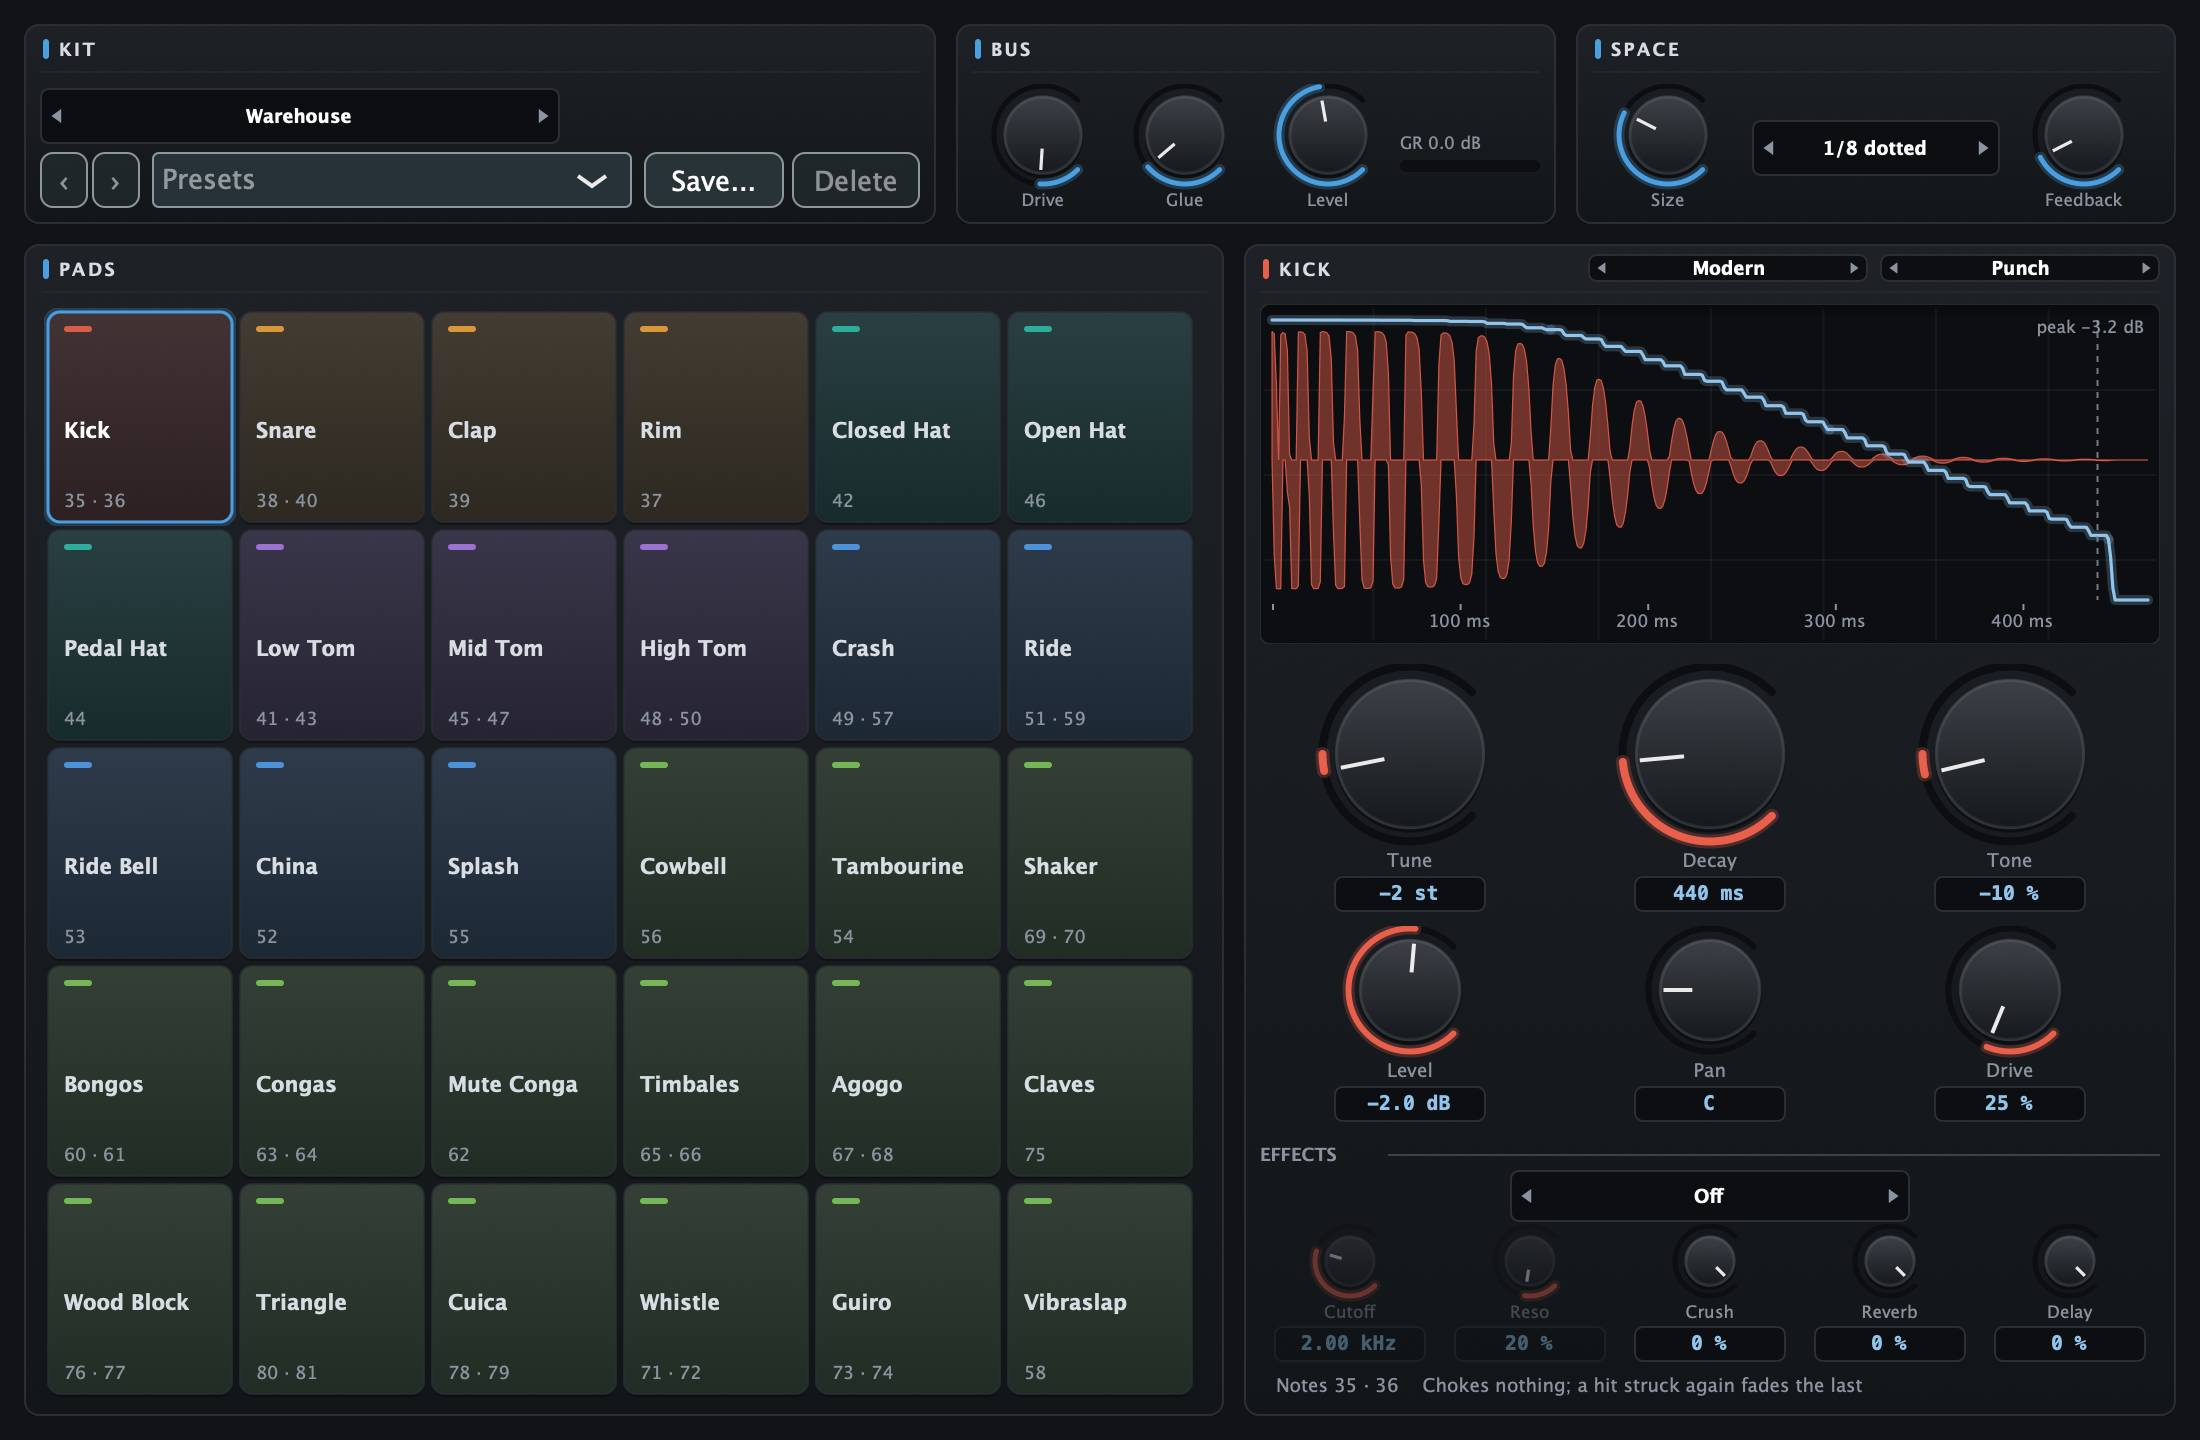 KIT
Warehouse
‹ › Presets Save... Delete
BUS
Drive Glue Level
GR 0.0 dB
SPACE
Size
1/8 dotted
Feedback
PADS
Kick Snare Clap Rim Closed Hat Open Hat
35 · 36 38 · 40 39 37 42 46
Pedal Hat Low Tom Mid Tom High Tom Crash Ride
44 41 · 43 45 · 47 48 · 50 49 · 57 51 · 59
Ride Bell China Splash Cowbell Tambourine Shaker
53 52 55 56 54 69 · 70
Bongos Congas Mute Conga Timbales Agogo Claves
60 · 61 63 · 64 62 65 · 66 67 · 68 75
Wood Block Triangle Cuica Whistle Guiro Vibraslap
76 · 77 80 · 81 78 · 79 71 · 72 73 · 74 58
KICK
Modern
Punch
peak -3.2 dB
100 ms 200 ms 300 ms 400 ms
Tune Decay Tone
-2 st 440 ms -10 %
Level Pan Drive
-2.0 dB C 25 %
EFFECTS
Off
Cutoff Reso Crush Reverb Delay
2.00 kHz 20 % 0 % 0 % 0 %
Notes 35 · 36 Chokes nothing; a hit struck again fades the last